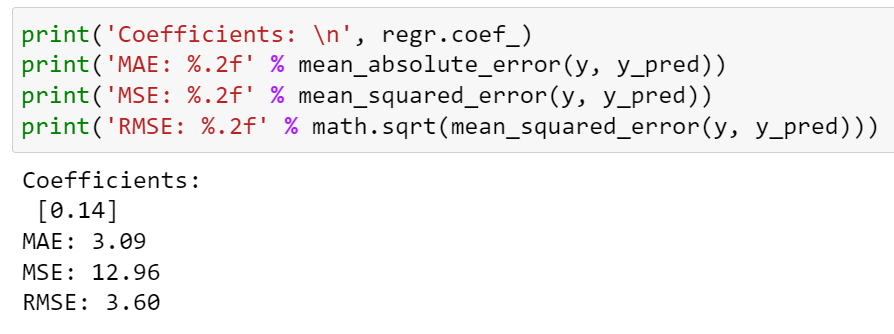 print('Coefficients: \n', regr.coef_)
print('MAE: %.2f' % mean_absolute_error(y, y_pred))
print('MSE: %.2f' % mean_squared_error(y, y_pred))
print('RMSE: %.2f' % math.sqrt(mean_squared_error(y, y_pred)))
Coefficients:
 [0.14]
MAE: 3.09
MSE: 12.96
RMSE: 3.60